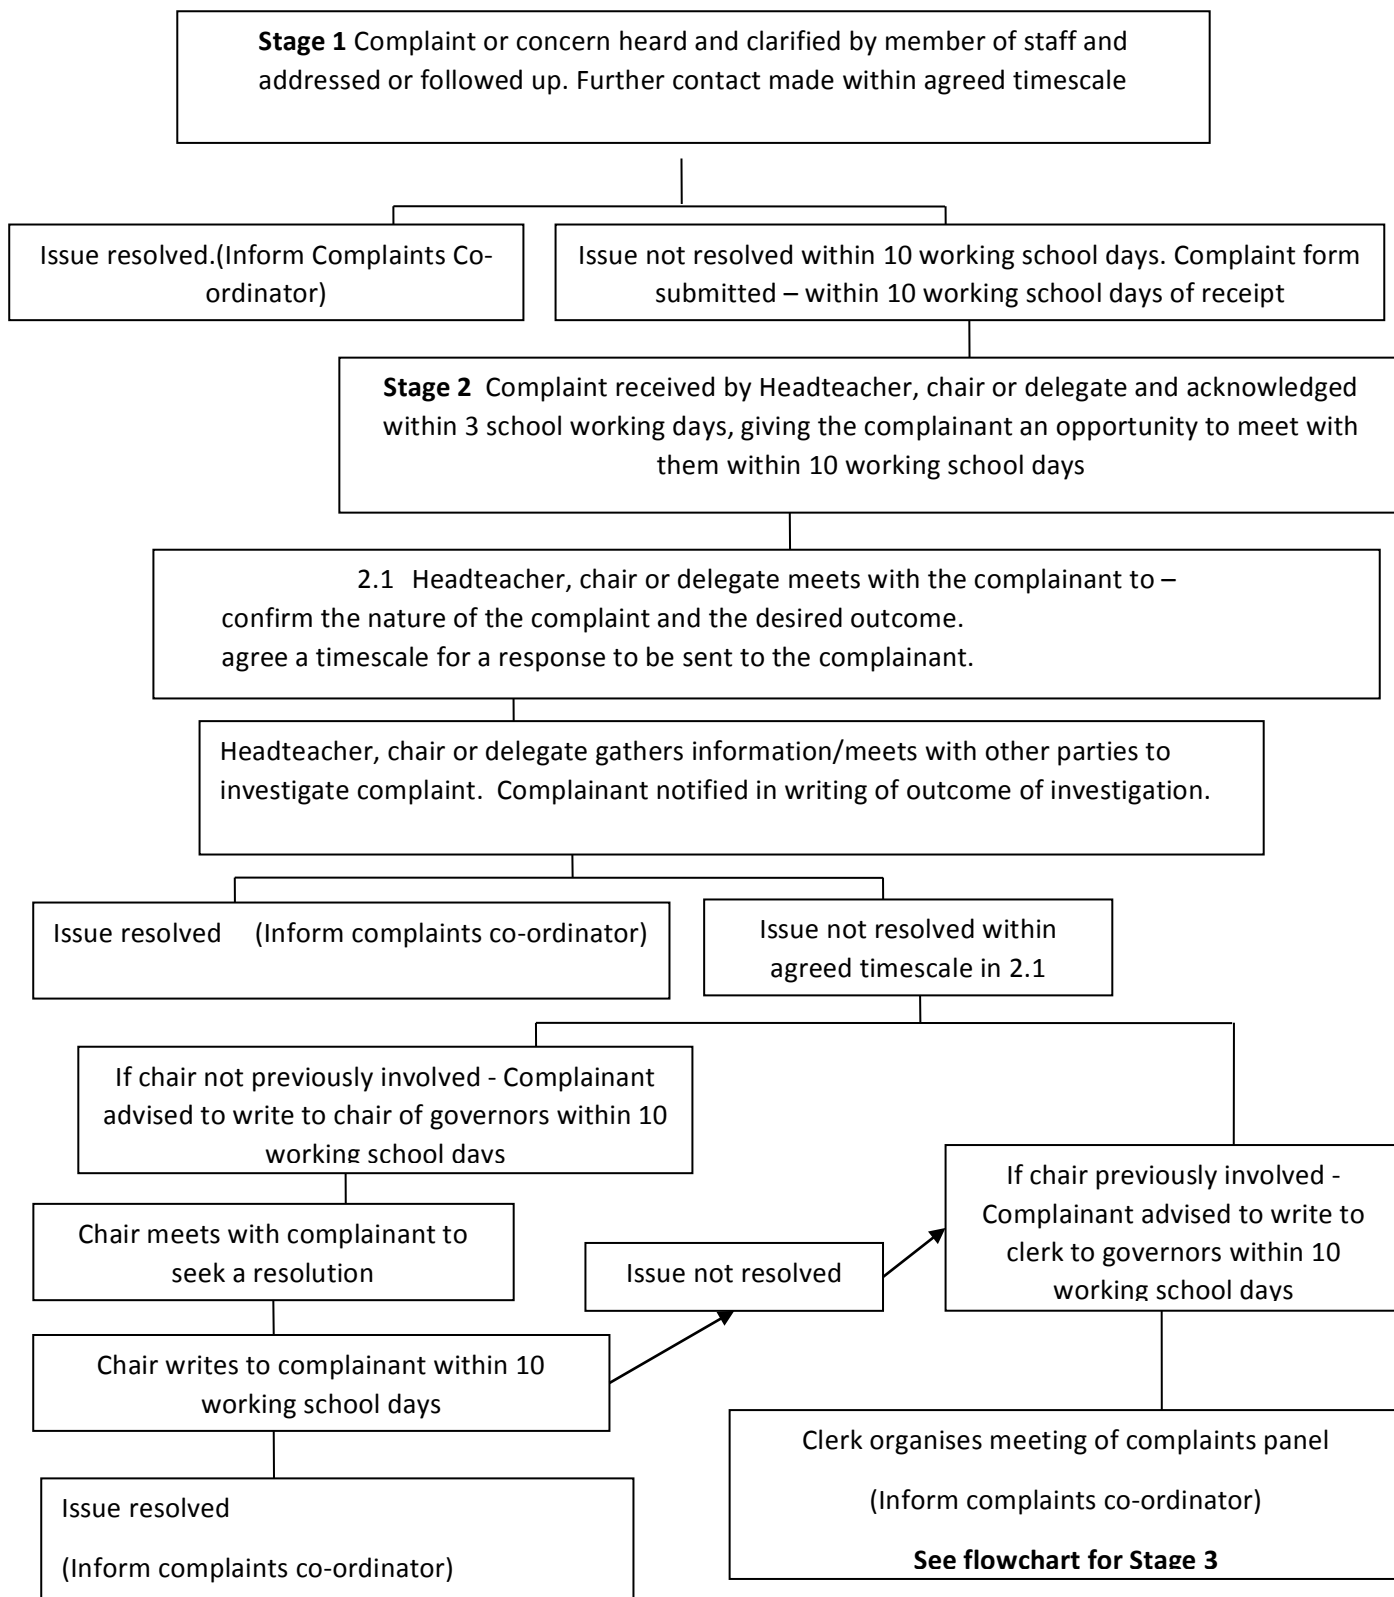 Stage 1 Complaint or concern heard and clarified by member of staff and
addressed or followed up. Further contact made within agreed timescale
Issue resolved.(Inform Complaints Co-
ordinator)
Issue not resolved within 10 working school days. Complaint form
submitted – within 10 working school days of receipt
Stage 2 Complaint received by Headteacher, chair or delegate and acknowledged
within 3 school working days, giving the complainant an opportunity to meet with
them within 10 working school days
2.1 Headteacher, chair or delegate meets with the complainant to –
confirm the nature of the complaint and the desired outcome.
agree a timescale for a response to be sent to the complainant.
Headteacher, chair or delegate gathers information/meets with other parties to
investigate complaint. Complainant notified in writing of outcome of investigation.
Issue resolved (Inform complaints co-ordinator)
Issue not resolved within
agreed timescale in 2.1
If chair not previously involved - Complainant
advised to write to chair of governors within 10
working school days
If chair previously involved -
Complainant advised to write to
clerk to governors within 10
working school days
Chair meets with complainant to
seek a resolution
Issue not resolved
Chair writes to complainant within 10
working school days
Clerk organises meeting of complaints panel
(Inform complaints co-ordinator)
See flowchart for Stage 3
Issue resolved
(Inform complaints co-ordinator)